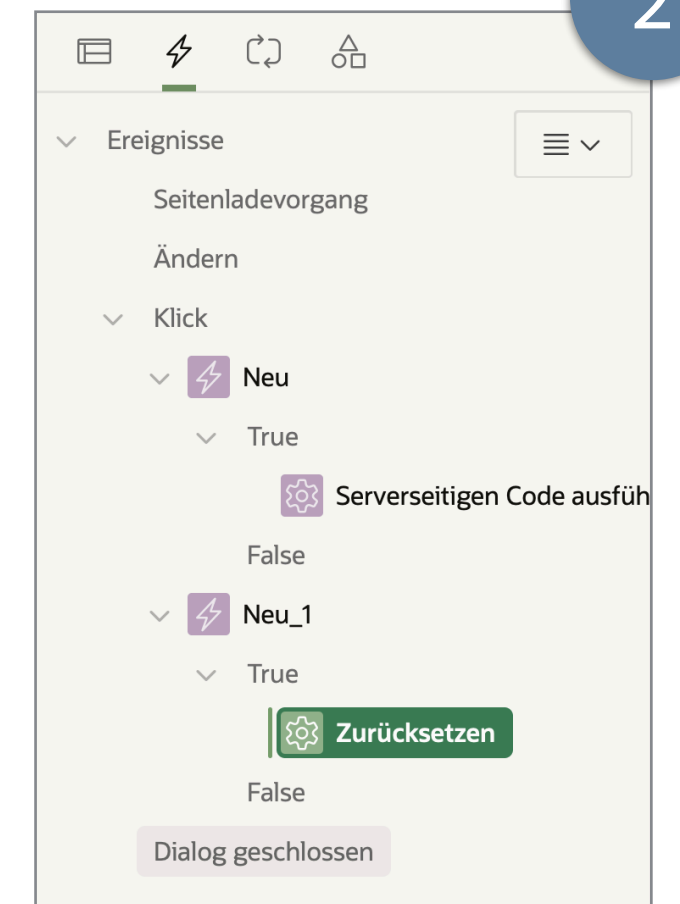 2
Ereignisse
Seitenladevorgang
Ändern
Klick
Neu
True
Serverseitigen Code ausfüh
False
Neu_1
True
Zurücksetzen
False
Dialog geschlossen